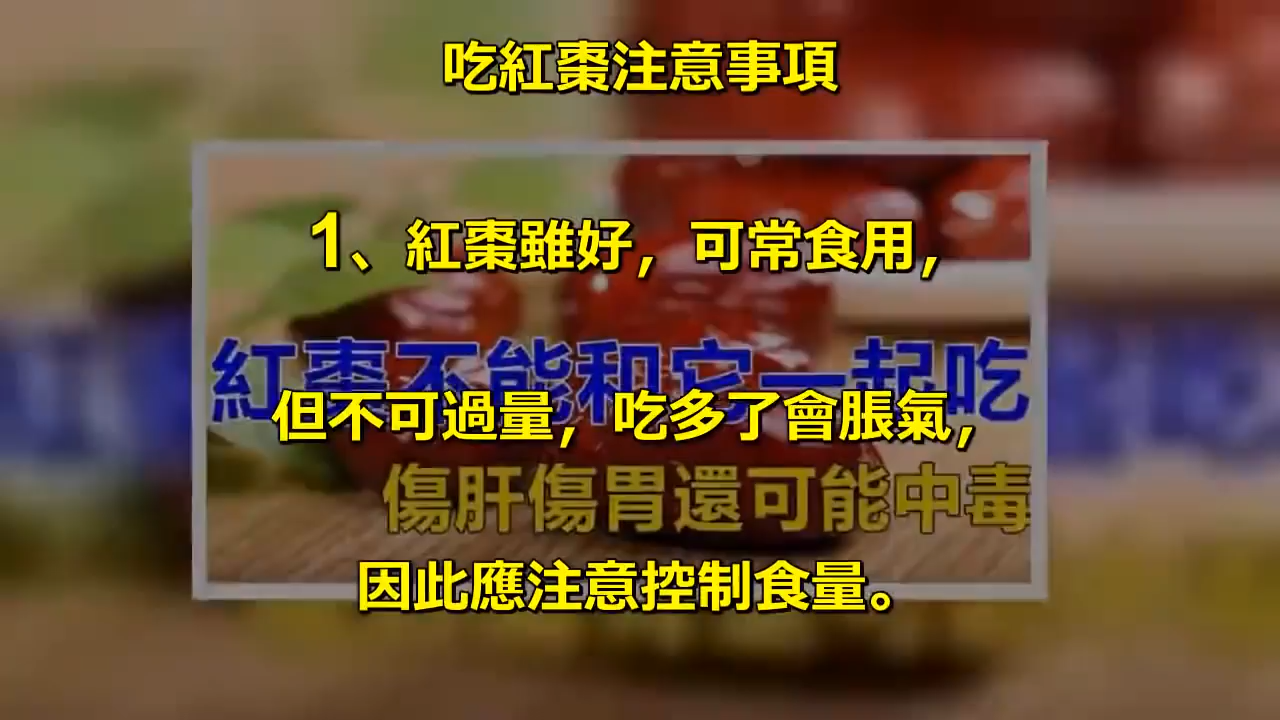 吃紅棗注意事項
1、紅棗雖好，可常食用，
紅棗不能和它一起吃
但不可過量，吃多了會脹氣，
傷肝傷胃還可能中毒
因此應注意控制食量。